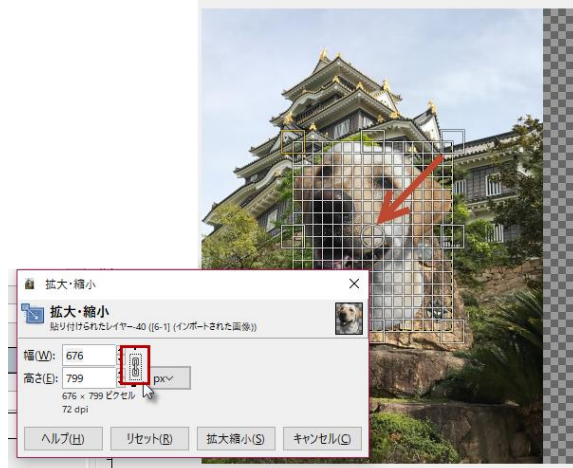 拡大・縮小
拡大・縮小
貼り付けられたレイヤー-40 ([6-1] (インポートされた画像))
幅(W): 676
高さ(E): 799 px
676 × 799 ピクセル
72 dpi
ヘルプ(H) リセット(R) 拡大縮小(S) キャンセル(C)